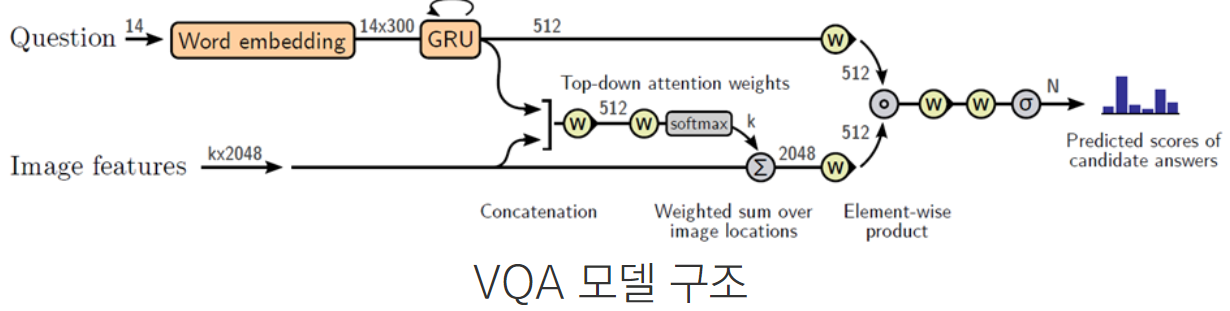 Question 14 Word embedding 14x300 GRU 512 w
Top-down attention weights
512
w 512 w softmax k
σ
w w σ N
512
Image features kx2048 Σ 2048 w
Predicted scores of
candidate answers
Concatenation
Weighted sum over
image locations
Element-wise
product
VQA 모델 구조